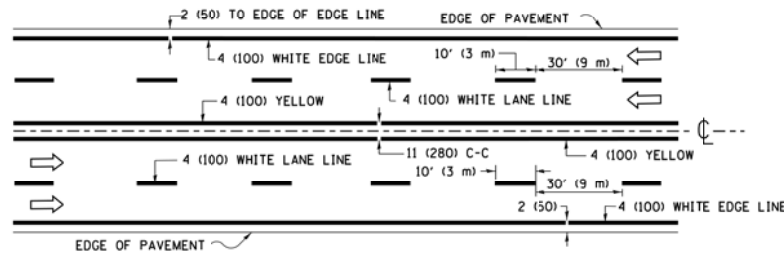 2 (50) TO EDGE OF EDGE LINE
EDGE OF PAVEMENT
4 (100) WHITE EDGE LINE
10' (3 m)
30' (9 m)
4 (100) YELLOW
4 (100) WHITE LANE LINE
℄
4 (100) WHITE LANE LINE
11 (280) C-C
4 (100) YELLOW
10' (3 m)
30' (9 m)
2 (50)
4 (100) WHITE EDGE LINE
EDGE OF PAVEMENT